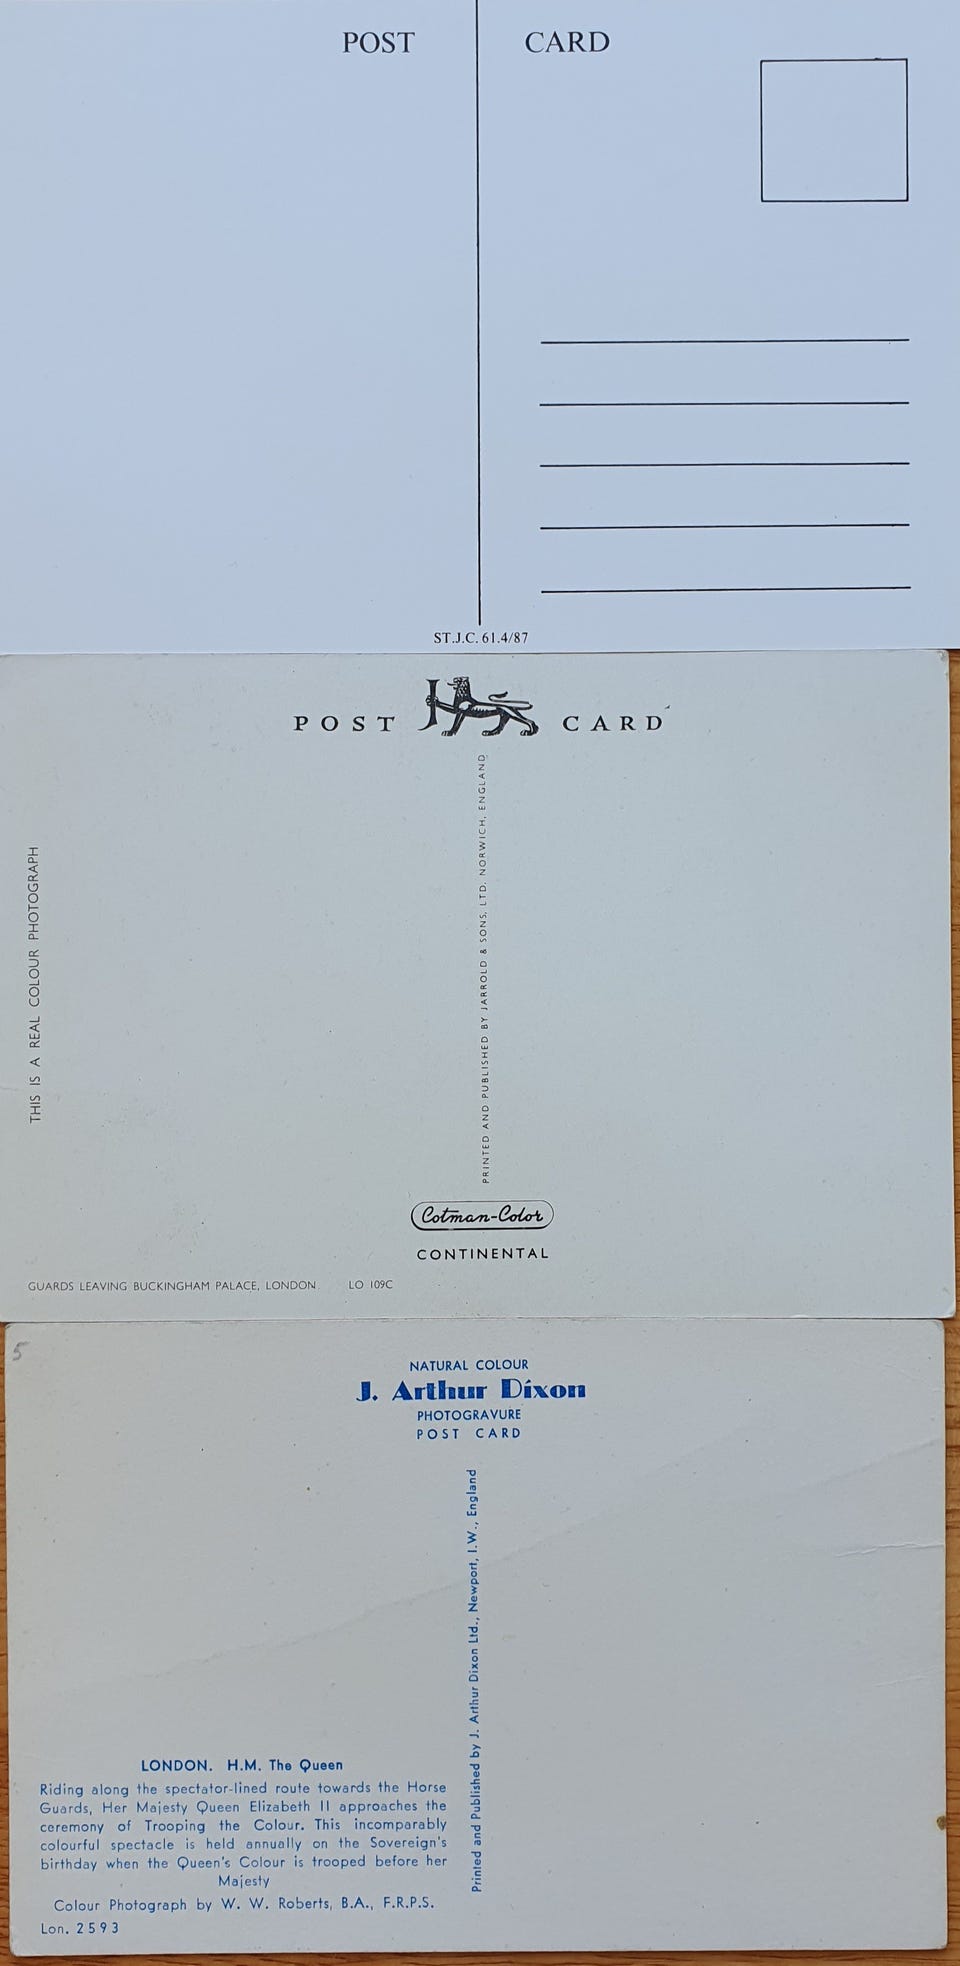 POST CARD
ST.J.C. 61.4/87
POST CARD
THIS IS A REAL COLOUR PHOTOGRAPH
PRINTED AND PUBLISHED BY JARROLD & SONS, LTD. NORWICH, ENGLAND
Cotman-Color
CONTINENTAL
GUARDS LEAVING BUCKINGHAM PALACE, LONDON. LO 109C
5
NATURAL COLOUR
J. Arthur Dixon
PHOTOGRAVURE
POST CARD
Printed and Published by J. Arthur Dixon Ltd., Newport, I.W., England
LONDON. H.M. The Queen
Riding along the spectator-lined route towards the Horse
Guards, Her Majesty Queen Elizabeth II approaches the
ceremony of Trooping the Colour. This incomparably
colourful spectacle is held annually on the Sovereign's
birthday when the Queen's Colour is trooped before her
Majesty
Colour Photograph by W. W. Roberts, B.A., F.R.P.S.
Lon. 2593